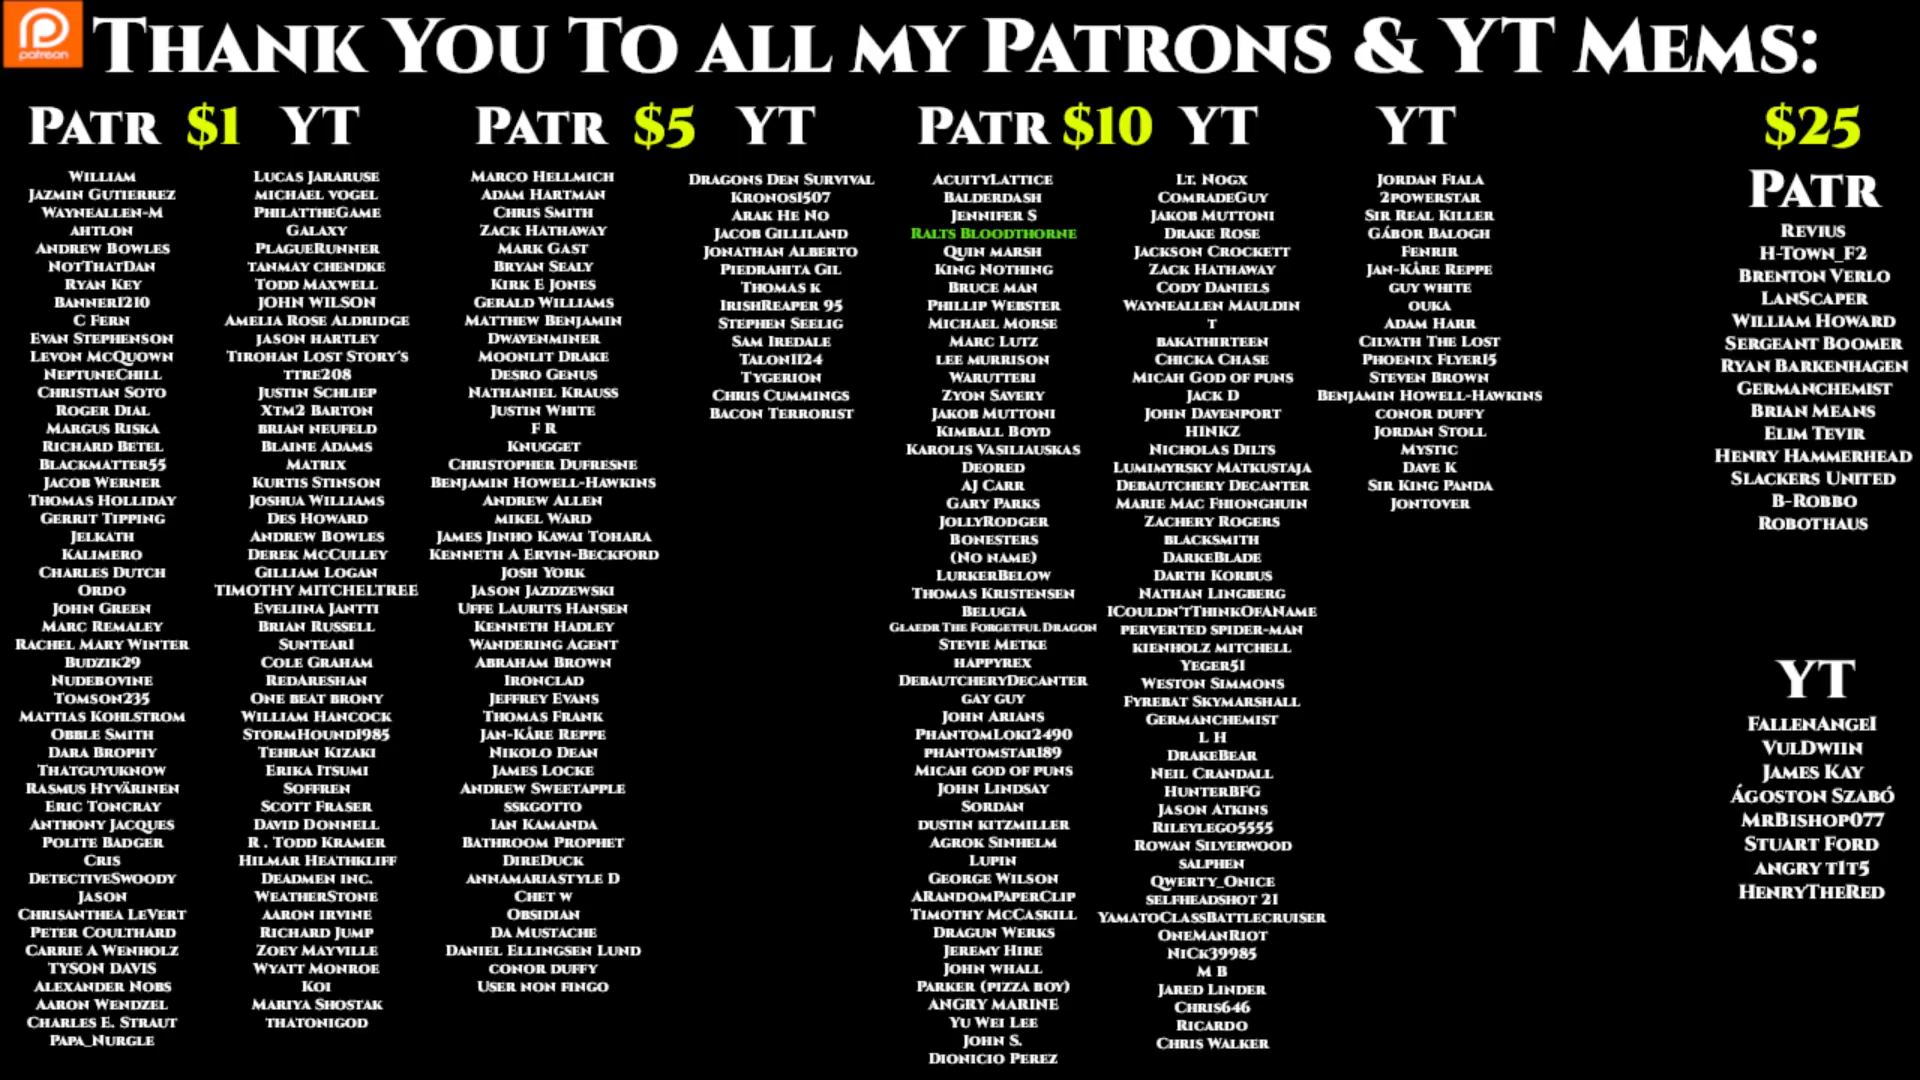 patreon
Thank You To all my Patrons & YT Mems:
Patr $1 YT
William
Jazmin Gutierrez
Wayneallen-M
ahtlon
Andrew Bowles
NotThatDan
Ryan Key
Banner1210
C Fern
Evan Stephenson
Levon McQuown
NeptuneChill
Christian Soto
Roger Dial
Margus Riska
Richard Betel
Blackmatter55
Jacob Werner
Thomas Holliday
Gerrit Tipping
Jelkath
Kalimero
Charles Dutch
Ordo
John Green
Marc Remaley
Rachel Mary Winter
Budzik29
Nudebovine
Tomson235
Mattias Kohlstrom
Obble Smith
Dara Brophy
Thatguyuknow
Rasmus Hyvärinen
Eric Toncray
Anthony Jacques
Polite Badger
Cris
DetectiveSwoody
Jason
Chrisanthea LeVert
Peter Coulthard
Carrie A Wenholz
TYSON DAVIS
Alexander Nobs
Aaron Wendzel
Charles E. Straut
Papa_Nurgle
Lucas Jararuse
michael vogel
PhilattheGame
Galaxy
PlagueRunner
tanmay chendke
Todd Maxwell
JOHN WILSON
Amelia Rose Aldridge
jason hartley
Tirohan Lost Story's
ttre208
Justin Schliep
Xtm2 Barton
brian neufeld
Blaine Adams
Matrix
Kurtis Stinson
Joshua Williams
Des Howard
Andrew Bowles
Derek McCulley
Gilliam Logan
TIMOTHY MITCHELTREE
Eveliina Jantti
Brian Russell
Suntear1
Cole Graham
RedAreshan
One beat brony
William Hancock
StormHound1985
Tehran Kizaki
Erika Itsumi
Soffren
Scott Fraser
David Donnell
R . Todd Kramer
Hilmar Heathkliff
Deadmen inc.
WeatherStone
aaron irvine
Richard Jump
Zoey Mayville
Wyatt Monroe
Koi
Mariya Shostak
thatonigod
Patr $5 YT
Marco Hellmich
Adam Hartman
Chris Smith
Zack Hathaway
Mark Gast
Bryan Sealy
Kirk E Jones
Gerald Williams
Matthew Benjamin
Dwavenminer
Moonlit Drake
Desro Genus
Nathaniel Krauss
Justin White
F R
Knugget
Christopher Dufresne
Benjamin Howell-Hawkins
Andrew Allen
mikel Ward
James Jinho Kawai Tohara
Kenneth A Ervin-Beckford
Josh York
Jason Jazdzewski
Uffe Laurits Hansen
Kenneth Hadley
Wandering Agent
Abraham Brown
Ironclad
Jeffrey Evans
Thomas Frank
Jan-Kåre Reppe
Nikolo Dean
James Locke
Andrew Sweetapple
sskgotto
Ian Kamanda
Bathroom Prophet
DireDuck
annamariastyle D
Chet w
Obsidian
Da Mustache
Daniel Ellingsen Lund
conor duffy
User non fingo
Dragons Den Survival
Kronos1507
Arak He No
Jacob Gilliland
Jonathan Alberto
Piedrahita Gil
Thomas k
IrishReaper 95
Stephen Seelig
Sam Iredale
Talon1124
Tygerion
Chris Cummings
Bacon Terrorist
Patr $10 YT YT
AcuityLattice
Balderdash
Jennifer S
Ralts Bloodthorne
Quin marsh
King Nothing
Bruce man
Phillip Webster
Michael Morse
Marc Lutz
lee murrison
Warutteri
Zyon Savery
Jakob Muttoni
Kimball Boyd
Karolis Vasiliauskas
Deored
AJ Carr
Gary Parks
JollyRodger
Bonesters
(No name)
LurkerBelow
Thomas Kristensen
Belugia
Glaedr The Forgetful Dragon
Stevie Metke
happyrex
DebautcheryDecanter
gay guy
John Arians
PhantomLoki2490
phantomstar189
Micah god of puns
John Lindsay
Sordan
dustin kitzmiller
Agrok Sinhelm
Lupin
George Wilson
ARandomPaperClip
Timothy McCaskill
Dragun Werks
Jeremy Hire
John whall
Parker (pizza boy)
ANGRY MARINE
Yu Wei Lee
John S.
Dionicio Perez
Lt. Nogx
ComradeGuy
Jakob Muttoni
Drake Rose
Jackson Crockett
Zack Hathaway
Cody Daniels
Wayneallen Mauldin
T
bakathirteen
Chicka Chase
Micah God of puns
Jack D
John Davenport
H1NKZ
Nicholas Dilts
Lumimyrsky Matkustaja
Debautchery Decanter
Marie Mac Fhionghuin
Zachery Rogers
blacksmith
DarkeBlade
Darth Korbus
Nathan Lingberg
ICouldn'tThinkOfAName
perverted spider-man
kienholz mitchell
Yeger51
Weston Simmons
Fyrebat Skymarshall
Germanchemist
L H
DrakeBear
Neil Crandall
HunterBFG
Jason Atkins
Rileylego5555
Rowan Silverwood
salphen
Qwerty_Onice
selfheadshot 21
YamatoClassBattlecruiser
OneManRiot
NiCk39985
M B
Jared Linder
Chris646
Ricardo
Chris Walker
Jordan Fiala
2powerstar
Sir Real Killer
Gábor Balogh
Fenrir
Jan-Kåre Reppe
guy white
ouka
Adam Harr
Cilvath The Lost
Phoenix Flyer15
Steven Brown
Benjamin Howell-Hawkins
conor duffy
Jordan Stoll
Mystic
Dave K
Sir King Panda
Jontover
$25
Patr
Revius
H-Town_F2
Brenton Verlo
LanScaper
William Howard
Sergeant Boomer
Ryan Barkenhagen
Germanchemist
Brian Means
Elim Tevir
Henry Hammerhead
Slackers United
B-Robbo
Robothaus
YT
FallenAngel
VulDwiin
James Kay
Ágoston Szabó
MrBishop077
Stuart Ford
angry t1t5
HenryTheRed